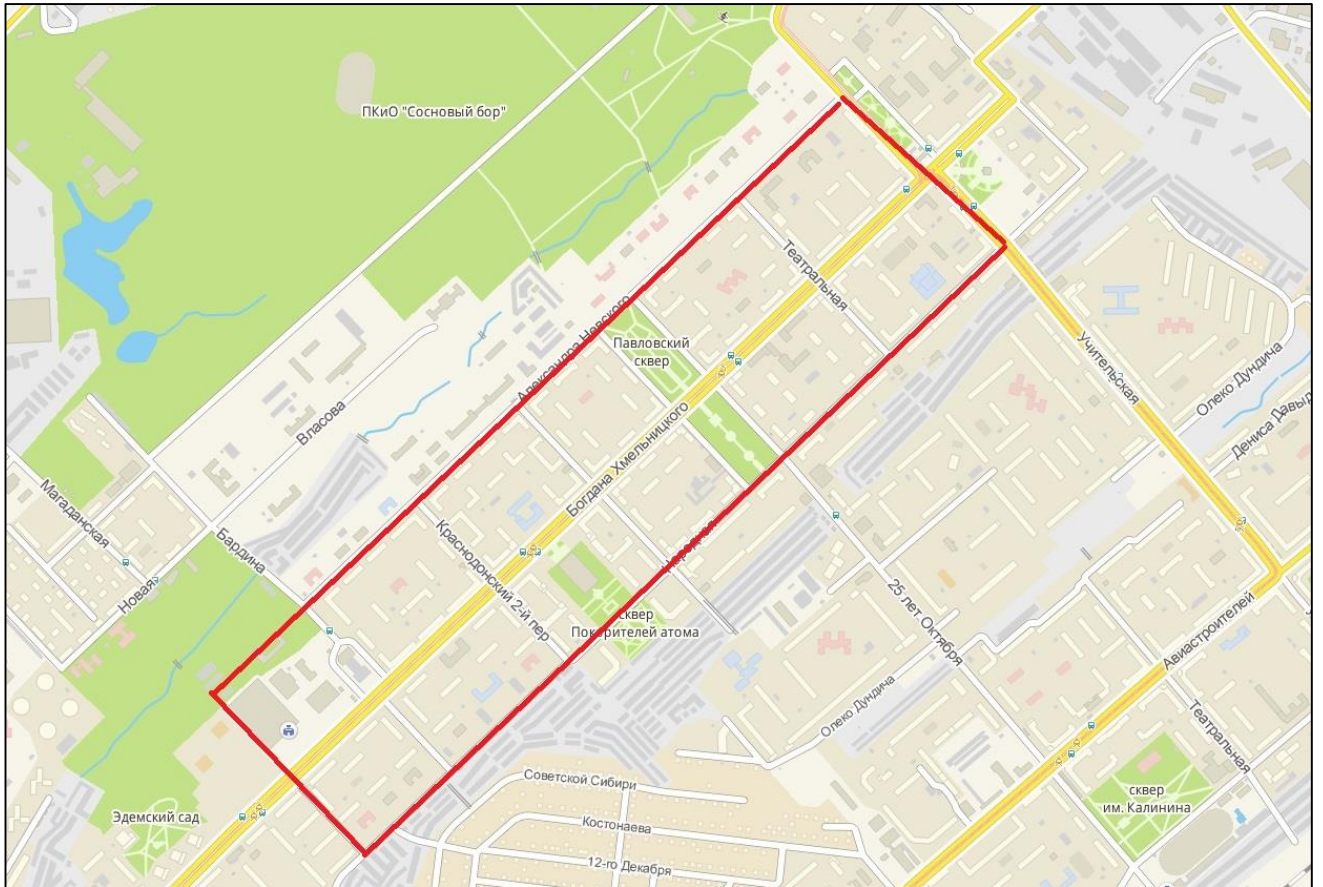 ПКиО "Сосновый бор"
Театральная
Александра Невского
Павловский
сквер
Учительская
Олеко Дундича
Власова
Дениса Давыд
Богдана Хмельницкого
Магаданская
Бардина
Краснодонский 2-й пер
Народная
Новая
сквер
Покорителей атома
25 лет Октября
Авиастроителей
Олеко Дундича
Театральная
Советской Сибири
сквер
им. Калинина
Эдемский сад
Костонаева
12-го Декабря